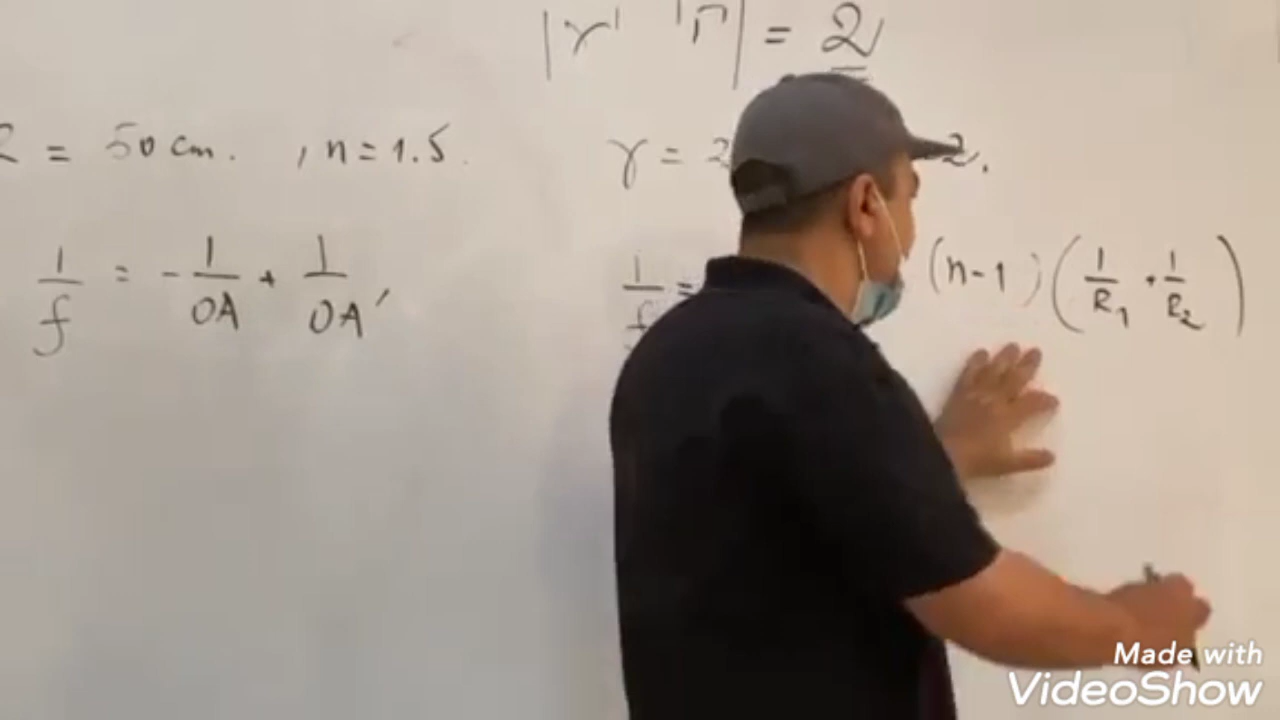 |γ| = 2
R = 50 cm. , n = 1.5.
γ = 2
2.
1/f = - 1/OA + 1/OA'
1/f =
(n-1) (1/R₁ + 1/R₂)
Made with
VideoShow